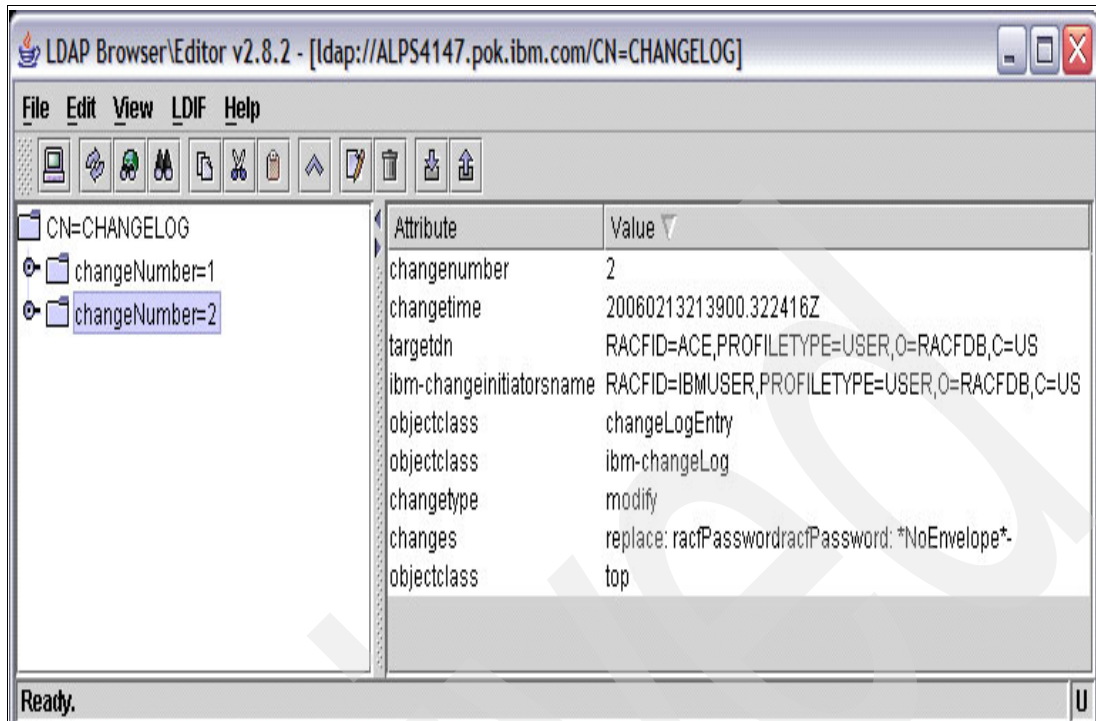 LDAP Browser\Editor v2.8.2 - [ldap://ALPS4147.pok.ibm.com/CN=CHANGELOG]
File Edit View LDIF Help
CN=CHANGELOG
changeNumber=1
changeNumber=2
Attribute Value
changenumber 2
changetime 20060213213900.322416Z
targetdn RACFID=ACE,PROFILETYPE=USER,O=RACFDB,C=US
ibm-changeinitiatorsname RACFID=IBMUSER,PROFILETYPE=USER,O=RACFDB,C=US
objectclass changeLogEntry
objectclass ibm-changeLog
changetype modify
changes replace: racfPasswordracfPassword: *NoEnvelope*-
objectclass top
Ready. U